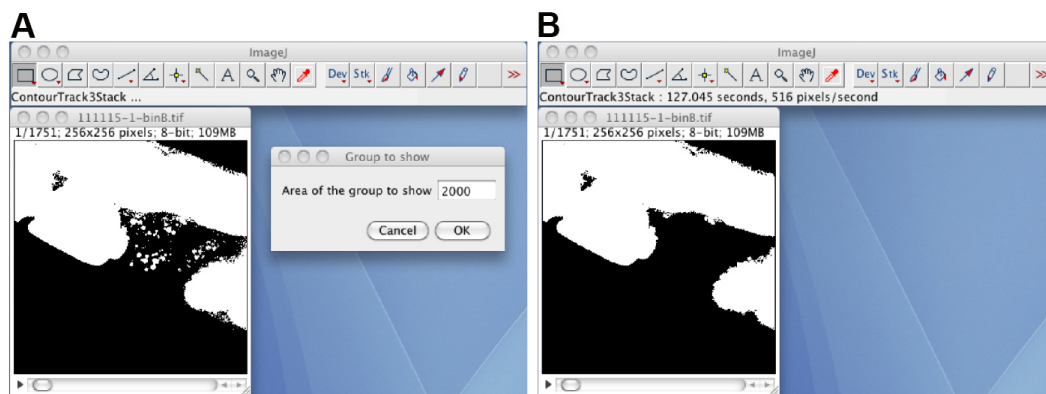 A
ImageJ
A
Dev Stk
>>
ContourTrack3Stack ...
111115-1-binB.tif
1/1751; 256x256 pixels; 8-bit; 109MB
Group to show
Area of the group to show 2000
Cancel OK
B
ImageJ
A
Dev Stk
>>
ContourTrack3Stack : 127.045 seconds, 516 pixels/second
111115-1-binB.tif
1/1751; 256x256 pixels; 8-bit; 109MB